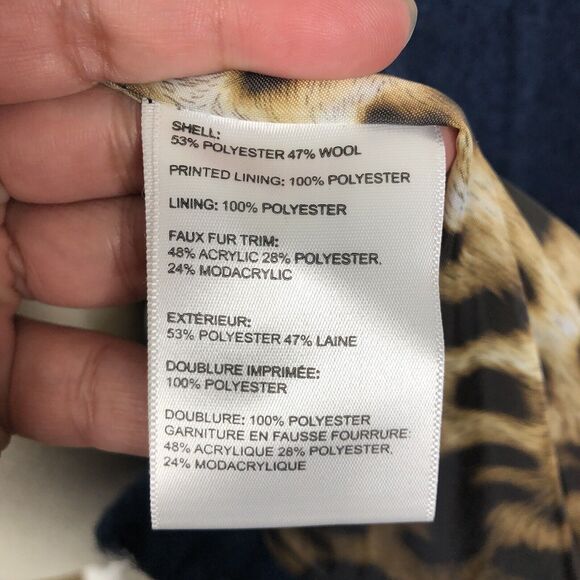 SHELL:
53% POLYESTER 47% WOOL
PRINTED LINING: 100% POLYESTER
LINING: 100% POLYESTER
FAUX FUR TRIM:
48% ACRYLIC 28% POLYESTER,
24% MODACRYLIC
EXTÉRIEUR:
53% POLYESTER 47% LAINE
DOUBLURE IMPRIMÉE:
100% POLYESTER
DOUBLURE: 100% POLYESTER
GARNITURE EN FAUSSE FOURRURE:
48% ACRYLIQUE 28% POLYESTER,
24% MODACRYLIQUE